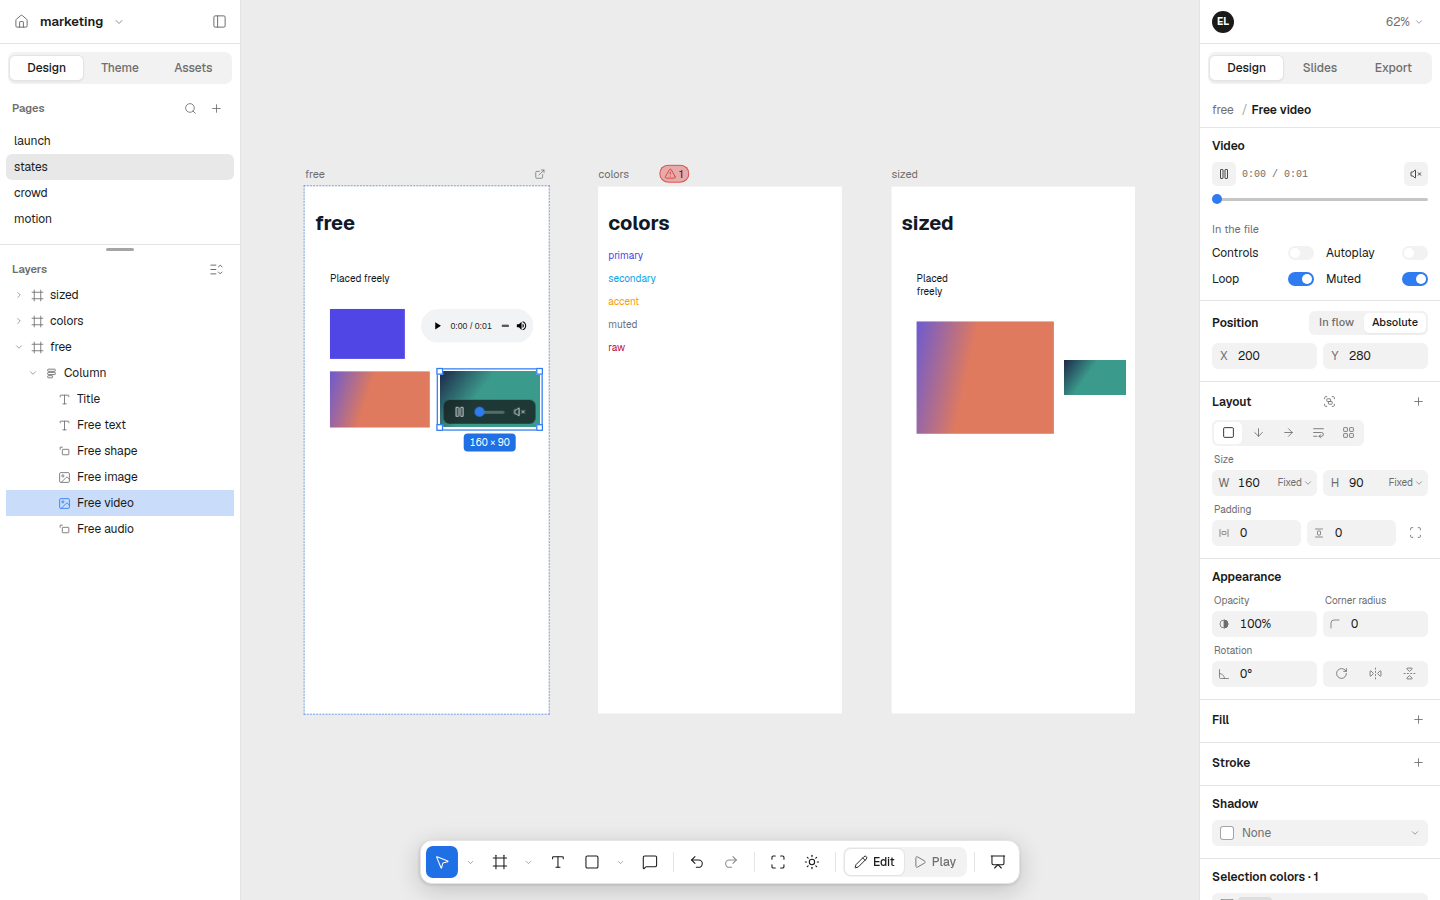 marketing
Design
Theme
Assets
Pages
launch
states
crowd
motion
Layers
sized
colors
free
Column
Title
Free text
Free shape
Free image
Free video
Free audio
free
free
Placed freely
0:00 / 0:01
160 × 90
colors
1
colors
primary
secondary
accent
muted
raw
sized
sized
Placed
freely
Edit
Play
EL
62%
Design
Slides
Export
free / Free video
Video
0:00 / 0:01
In the file
Controls
Autoplay
Loop
Muted
Position
In flow
Absolute
X 200
Y 280
Layout
Size
W 160 Fixed
H 90 Fixed
Padding
0
0
Appearance
Opacity
Corner radius
100%
0
Rotation
0°
Fill
Stroke
Shadow
None
Selection colors · 1